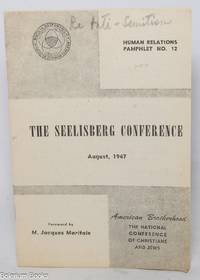 Re Anti-Semitism
HUMAN RELATIONS
PAMPHLET NO. 12
THE SEELISBERG CONFERENCE
August, 1947
Foreword by
M. Jacques Maritain
American Brotherhood
THE NATIONAL
CONFERENCE
OF CHRISTIANS
AND JEWS
Bolerium Books